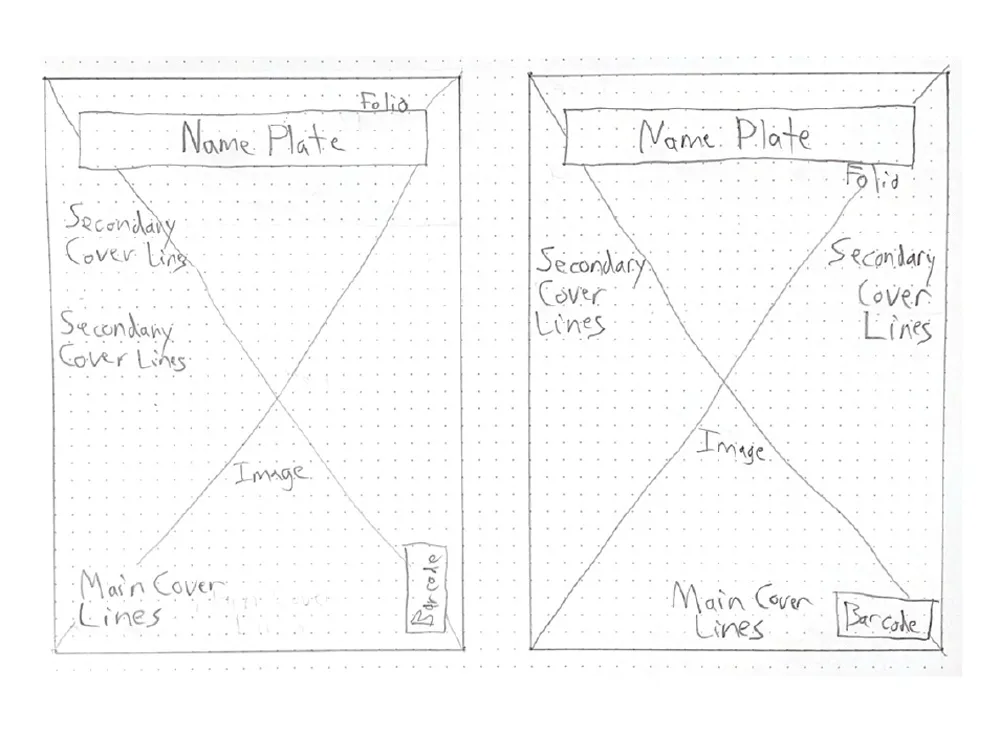 Folio
Name Plate
Secondary
Cover Lins
Secondary
Cover Lines
Image
Main Cover
Lines
Barcode
Name Plate
Folio
Secondary
Cover
Lines
Secondary
Cover
Lines
Image
Main Cover
Lines
Barcode